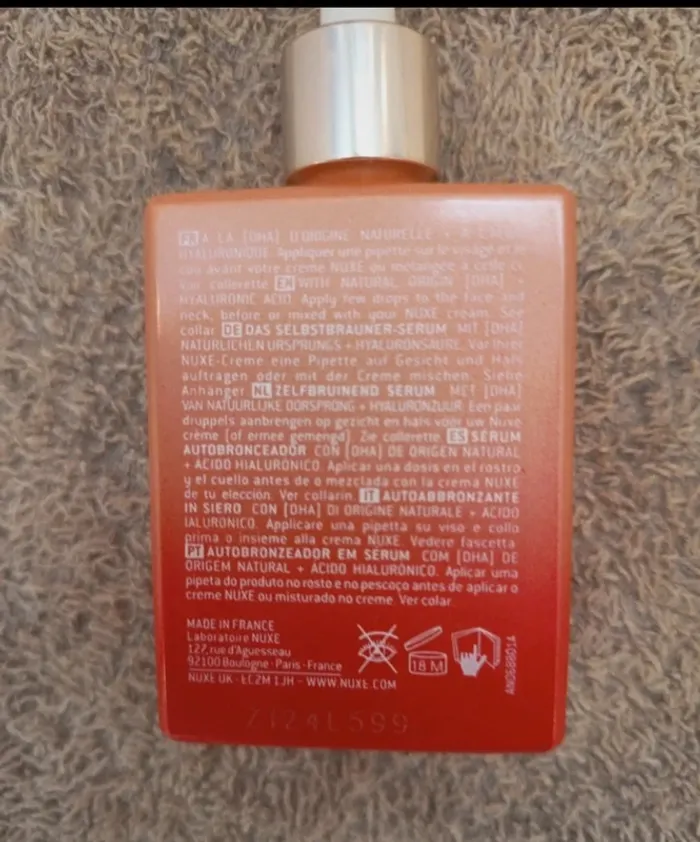 FR À LA [DHA] D'ORIGINE NATURELLE +
HYALURONIQUE. Appliquer une pipette sur le visage et le
cou avant votre crème NUXE ou mélangée à celle-ci.
Voir collerette EN WITH NATURAL ORIGIN [DHA] +
HYALURONIC ACID. Apply few drops to the face and
neck, before or mixed with your NUXE cream. See
collar DE DAS SELBSTBRÄUNER-SERUM MIT [DHA]
NATÜRLICHEN URSPRUNGS + HYALURONSÄURE. Vor Ihrer
NUXE-Creme eine Pipette auf Gesicht und Hals
auftragen oder mit der Creme mischen. Siehe
Anhänger NL ZELFBRUINEND SERUM MET [DHA]
VAN NATUURLIJKE OORSPRONG + HYALURONZUUR. Een paar
druppels aanbrengen op gezicht en hals vóór uw Nuxe
crème (of ermee gemengd). Zie collerette ES SÉRUM
AUTOBRONCEADOR CON [DHA] DE ORIGEN NATURAL
+ ÁCIDO HIALURÓNICO. Aplicar una dosis en el rostro
y el cuello antes de o mezclada con la crema NUXE
de tu elección. Ver collarín IT AUTOABBRONZANTE
IN SIERO CON [DHA] DI ORIGINE NATURALE + ACIDO
IALURONICO. Applicare una pipetta su viso e collo
prima o insieme alla crema NUXE. Vedere fascetta
PT AUTOBRONZEADOR EM SÉRUM COM [DHA] DE
ORIGEM NATURAL + ÁCIDO HIALURÓNICO. Aplicar uma
pipeta do produto no rosto e no pescoço antes de aplicar o
creme NUXE ou misturado no creme. Ver colar
MADE IN FRANCE
Laboratoire NUXE
127, rue d'Aguesseau
92100 Boulogne - Paris - France
NUXE UK - EC2M 1JH - WWW.NUXE.COM
18 M